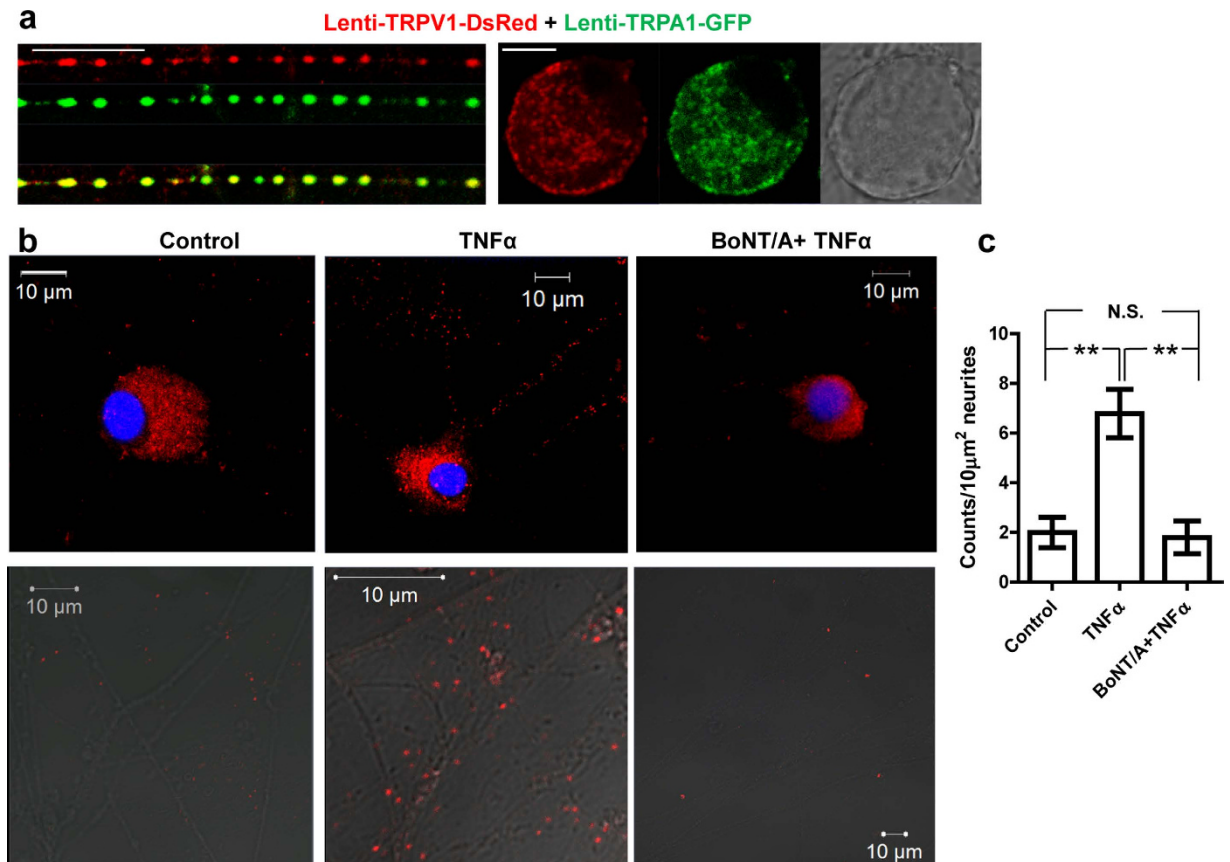 a
Lenti-TRPV1-DsRed + Lenti-TRPA1-GFP
b
Control
TNFα
BoNT/A+ TNFα
10 µm
10 µm
10 µm
10 µm
10 µm
10 µm
c
N.S.
** **
Counts/10µm² neurites
10
8
6
4
2
0
Control
TNFα
BoNT/A+TNFα